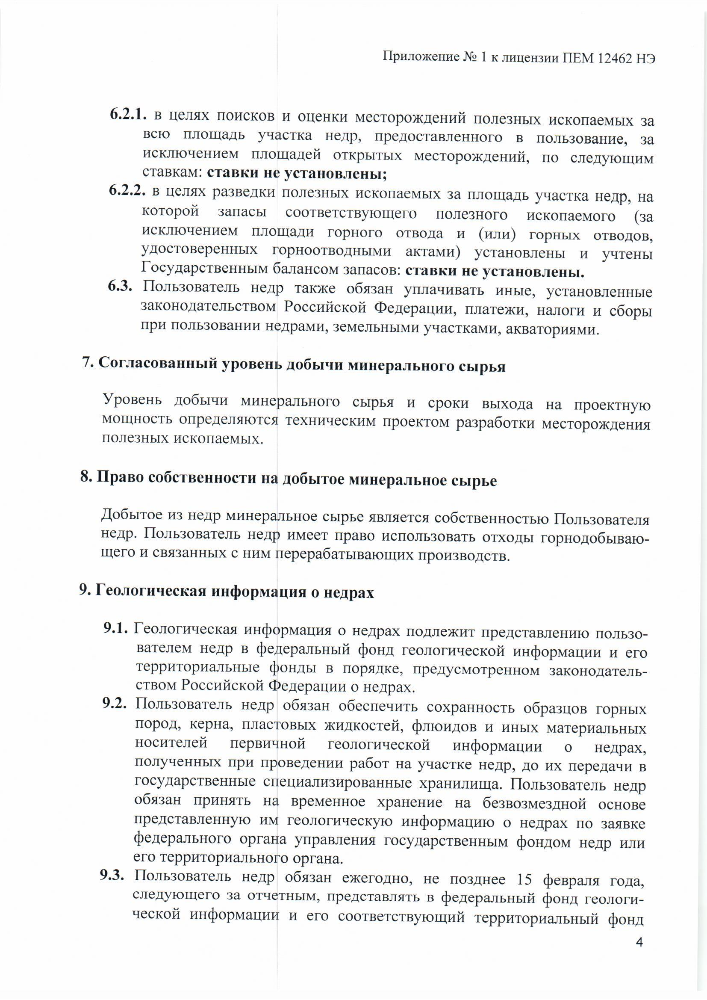 Приложение № 1 к лицензии ПЕМ 12462 НЭ
6.2.1. в целях поисков и оценки месторождений полезных ископаемых за
всю площадь участка недр, предоставленного в пользование, за
исключением площадей открытых месторождений, по следующим
ставкам: ставки не установлены;
6.2.2. в целях разведки полезных ископаемых за площадь участка недр, на
которой запасы соответствующего полезного ископаемого (за
исключением площади горного отвода и (или) горных отводов,
удостоверенных горноотводными актами) установлены и учтены
Государственным балансом запасов: ставки не установлены.
6.3. Пользователь недр также обязан уплачивать иные, установленные
законодательством Российской Федерации, платежи, налоги и сборы
при пользовании недрами, земельными участками, акваториями.
7. Согласованный уровень добычи минерального сырья
Уровень добычи минерального сырья и сроки выхода на проектную
мощность определяются техническим проектом разработки месторождения
полезных ископаемых.
8. Право собственности на добытое минеральное сырье
Добытое из недр минеральное сырье является собственностью Пользователя
недр. Пользователь недр имеет право использовать отходы горнодобываю-
щего и связанных с ним перерабатывающих производств.
9. Геологическая информация о недрах
9.1. Геологическая информация о недрах подлежит представлению пользо-
вателем недр в федеральный фонд геологической информации и его
территориальные фонды в порядке, предусмотренном законодатель-
ством Российской Федерации о недрах.
9.2. Пользователь недр обязан обеспечить сохранность образцов горных
пород, керна, пластовых жидкостей, флюидов и иных материальных
носителей первичной геологической информации о недрах,
полученных при проведении работ на участке недр, до их передачи в
государственные специализированные хранилища. Пользователь недр
обязан принять на временное хранение на безвозмездной основе
представленную им геологическую информацию о недрах по заявке
федерального органа управления государственным фондом недр или
его территориального органа.
9.3. Пользователь недр обязан ежегодно, не позднее 15 февраля года,
следующего за отчетным, представлять в федеральный фонд геологи-
ческой информации и его соответствующий территориальный фонд
4